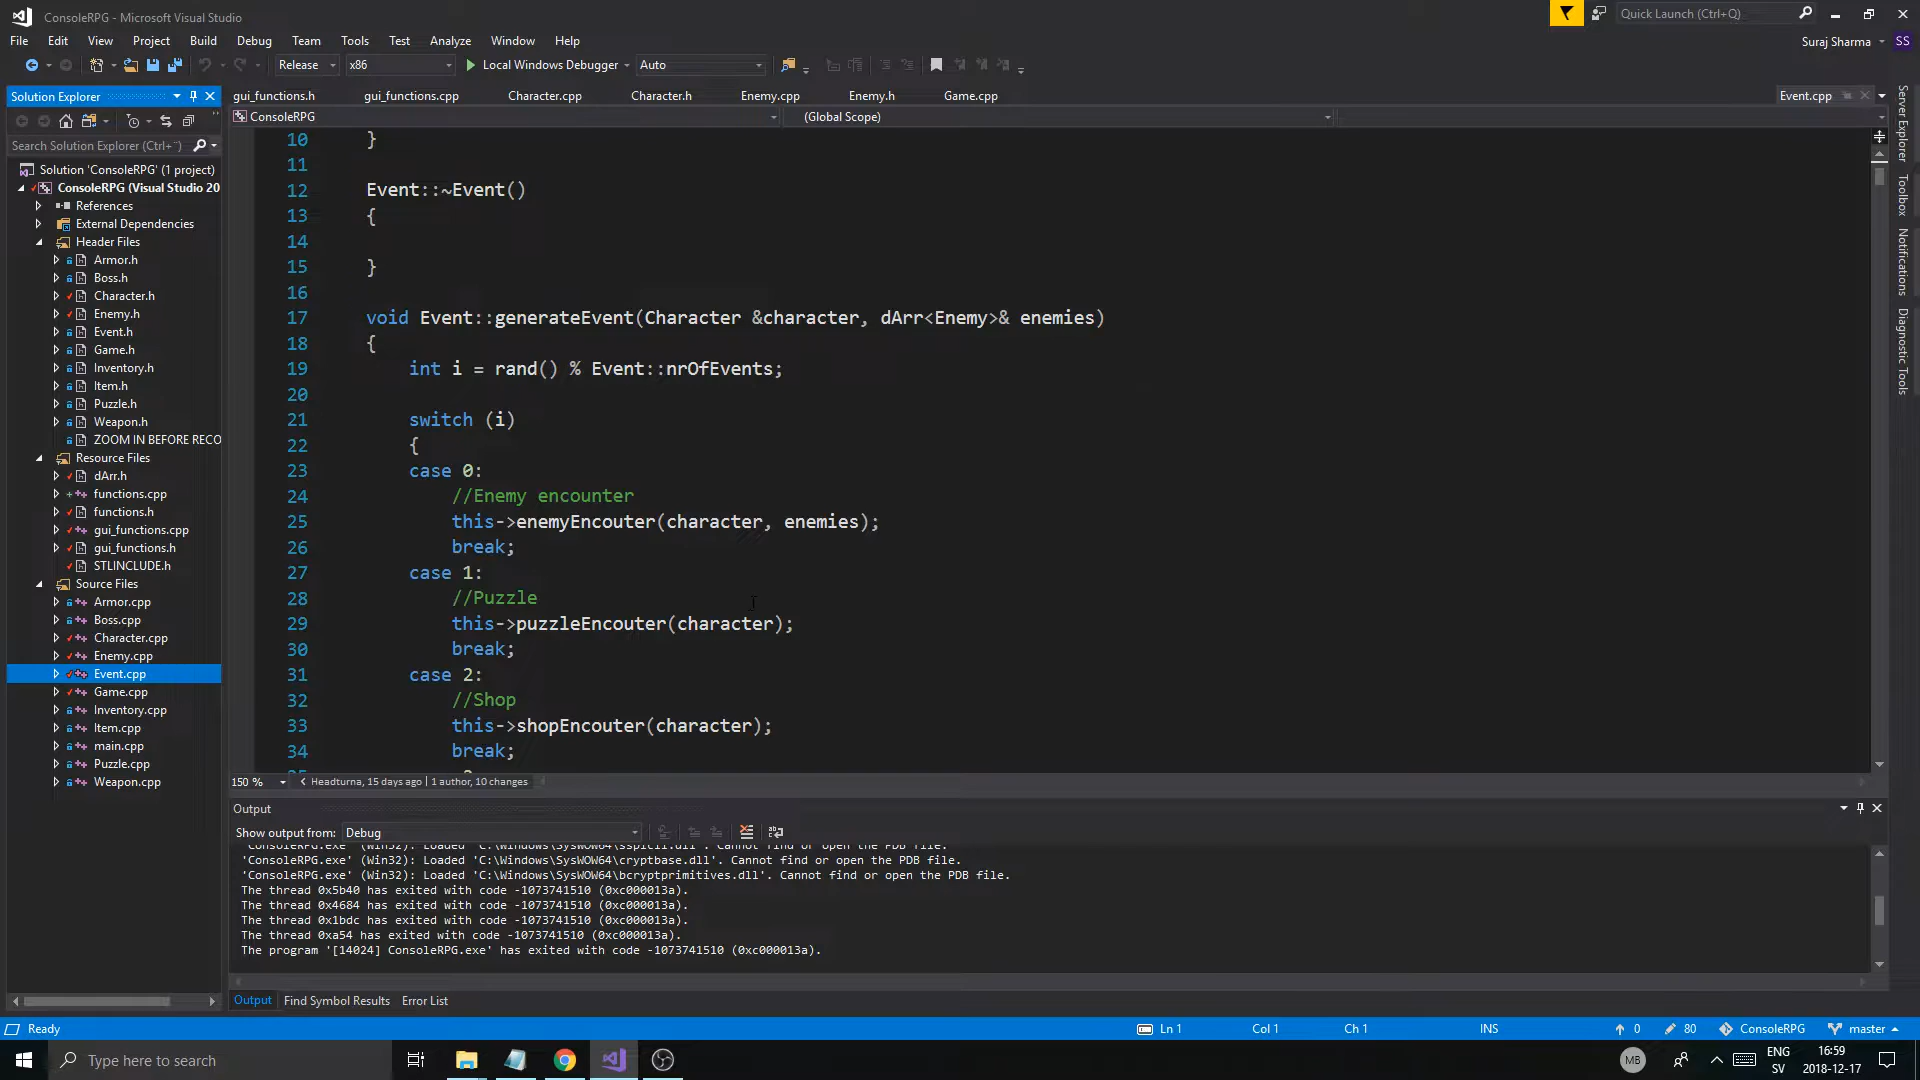 ConsoleRPG - Microsoft Visual Studio
Quick Launch (Ctrl+Q)
File Edit View Project Build Debug Team Tools Test Analyze Window Help
Suraj Sharma SS
Release x86 Local Windows Debugger Auto
Solution Explorer
gui_functions.h gui_functions.cpp Character.cpp Character.h Enemy.cpp Enemy.h Game.cpp Event.cpp
ConsoleRPG (Global Scope)
Search Solution Explorer (Ctrl+¨)
Solution 'ConsoleRPG' (1 project)
ConsoleRPG (Visual Studio 20
References
External Dependencies
Header Files
Armor.h
Boss.h
Character.h
Enemy.h
Event.h
Game.h
Inventory.h
Item.h
Puzzle.h
Weapon.h
ZOOM IN BEFORE RECO
Resource Files
dArr.h
functions.cpp
functions.h
gui_functions.cpp
gui_functions.h
STLINCLUDE.h
Source Files
Armor.cpp
Boss.cpp
Character.cpp
Enemy.cpp
Event.cpp
Game.cpp
Inventory.cpp
Item.cpp
main.cpp
Puzzle.cpp
Weapon.cpp
10 }
11
12 Event::~Event()
13 {
14
15 }
16
17 void Event::generateEvent(Character &character, dArr<Enemy>& enemies)
18 {
19 int i = rand() % Event::nrOfEvents;
20
21 switch (i)
22 {
23 case 0:
24 //Enemy encounter
25 this->enemyEncouter(character, enemies);
26 break;
27 case 1:
28 //Puzzle
29 this->puzzleEncouter(character);
30 break;
31 case 2:
32 //Shop
33 this->shopEncouter(character);
34 break;
150 % Headturna, 15 days ago | 1 author, 10 changes
Output
Show output from: Debug
'ConsoleRPG.exe' (Win32): Loaded 'C:\Windows\SysWOW64\sspicli.dll'. Cannot find or open the PDB file.
'ConsoleRPG.exe' (Win32): Loaded 'C:\Windows\SysWOW64\cryptbase.dll'. Cannot find or open the PDB file.
'ConsoleRPG.exe' (Win32): Loaded 'C:\Windows\SysWOW64\bcryptprimitives.dll'. Cannot find or open the PDB file.
The thread 0x5b40 has exited with code -1073741510 (0xc000013a).
The thread 0x4684 has exited with code -1073741510 (0xc000013a).
The thread 0x1bdc has exited with code -1073741510 (0xc000013a).
The thread 0xa54 has exited with code -1073741510 (0xc000013a).
The program '[14024] ConsoleRPG.exe' has exited with code -1073741510 (0xc000013a).
Output Find Symbol Results Error List
Server Explorer
Toolbox
Notifications
Diagnostic Tools
Ready Ln 1 Col 1 Ch 1 INS 0 80 ConsoleRPG master
Type here to search
MB
ENG
SV
16:59
2018-12-17